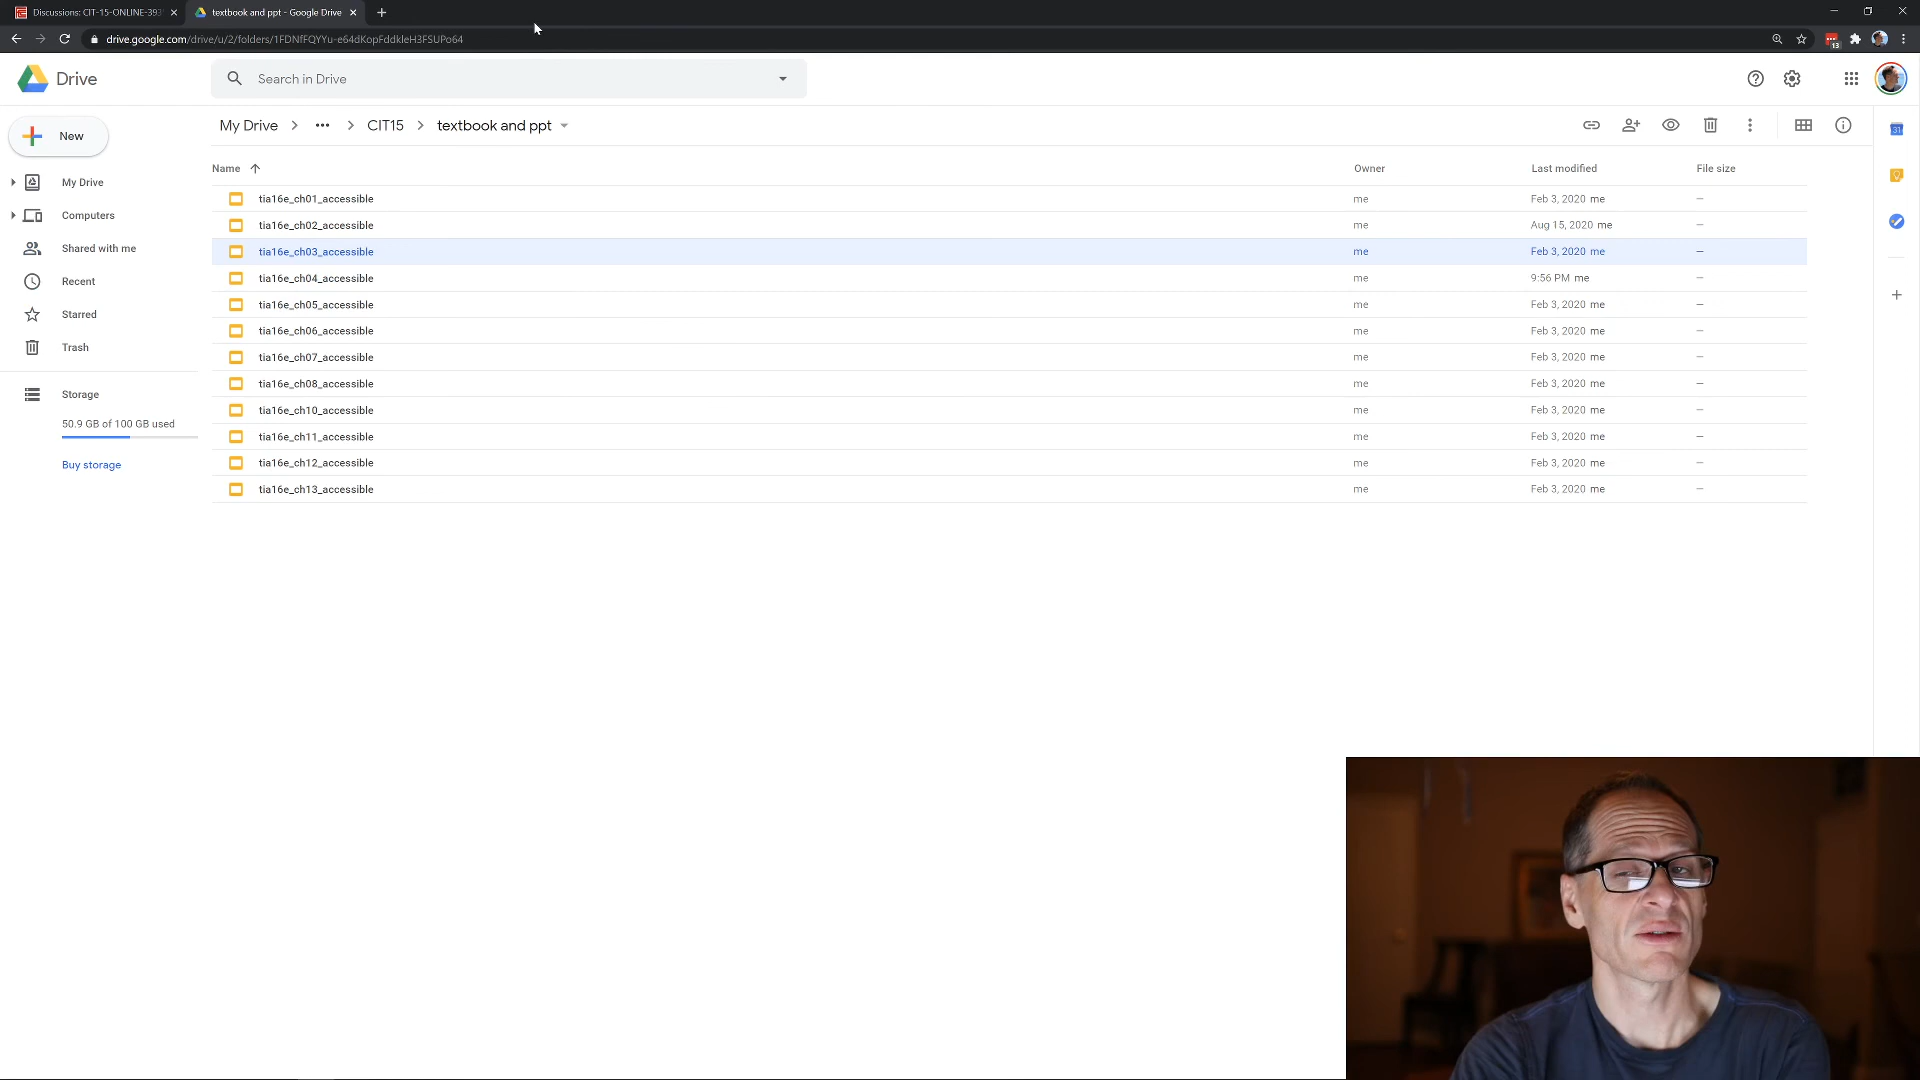 Discussions: CIT-15-ONLINE-393
textbook and ppt - Google Drive
drive.google.com/drive/u/2/folders/1FDNfFQYYu-e64dKopFddkleH3FSUPo64
13
Drive
Search in Drive
New
My Drive
Computers
Shared with me
Recent
Starred
Trash
Storage
50.9 GB of 100 GB used
Buy storage
My Drive > ••• > CIT15 > textbook and ppt
Name Owner Last modified File size
tia16e_ch01_accessible me Feb 3, 2020 me –
tia16e_ch02_accessible me Aug 15, 2020 me –
tia16e_ch03_accessible me Feb 3, 2020 me –
tia16e_ch04_accessible me 9:56 PM me –
tia16e_ch05_accessible me Feb 3, 2020 me –
tia16e_ch06_accessible me Feb 3, 2020 me –
tia16e_ch07_accessible me Feb 3, 2020 me –
tia16e_ch08_accessible me Feb 3, 2020 me –
tia16e_ch10_accessible me Feb 3, 2020 me –
tia16e_ch11_accessible me Feb 3, 2020 me –
tia16e_ch12_accessible me Feb 3, 2020 me –
tia16e_ch13_accessible me Feb 3, 2020 me –
31